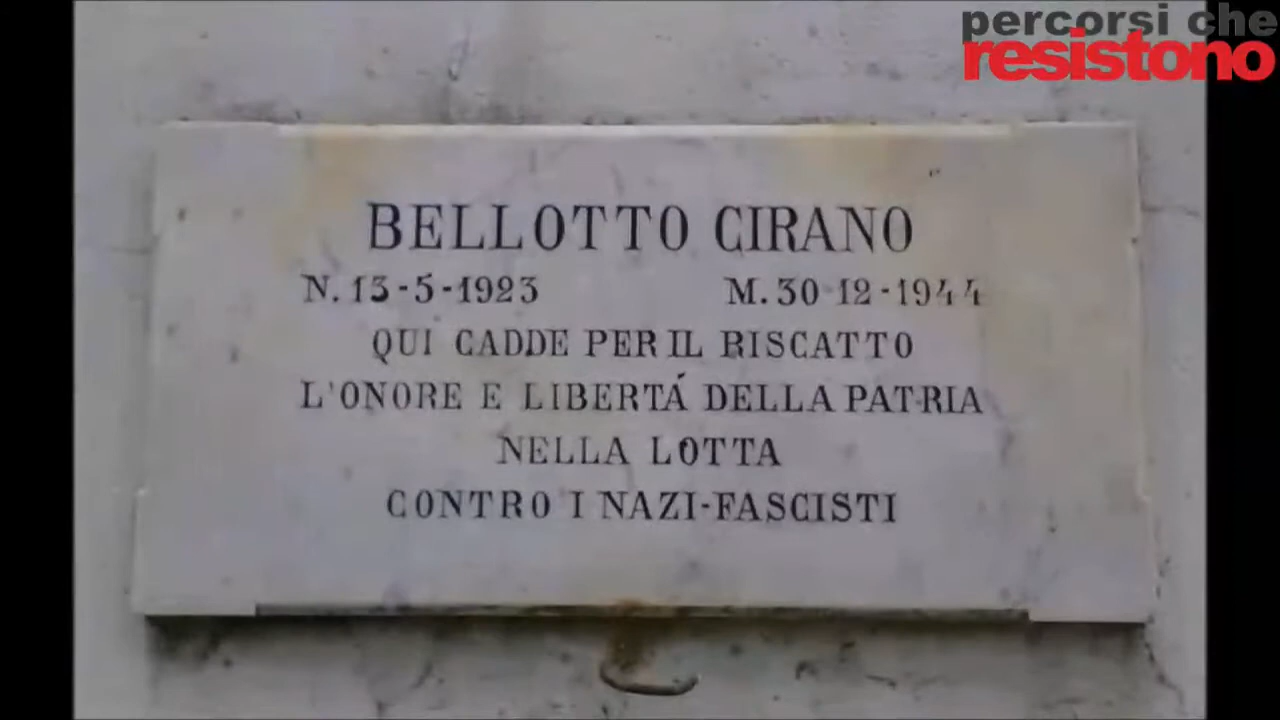 percorsi che
resistono
BELLOTTO CIRANO
N. 13-5-1923 M. 30-12-1944
QUI CADDE PER IL RISCATTO
L'ONORE E LIBERTÁ DELLA PATRIA
NELLA LOTTA
CONTRO I NAZI-FASCISTI